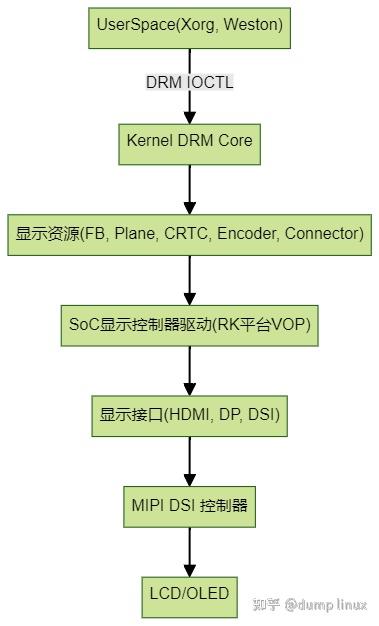 UserSpace(Xorg, Weston)
DRM IOCTL
Kernel DRM Core
显示资源(FB, Plane, CRTC, Encoder, Connector)
SoC显示控制器驱动(RK平台VOP)
显示接口(HDMI, DP, DSI)
MIPI DSI 控制器
LCD/OLED
知乎 @dump linux